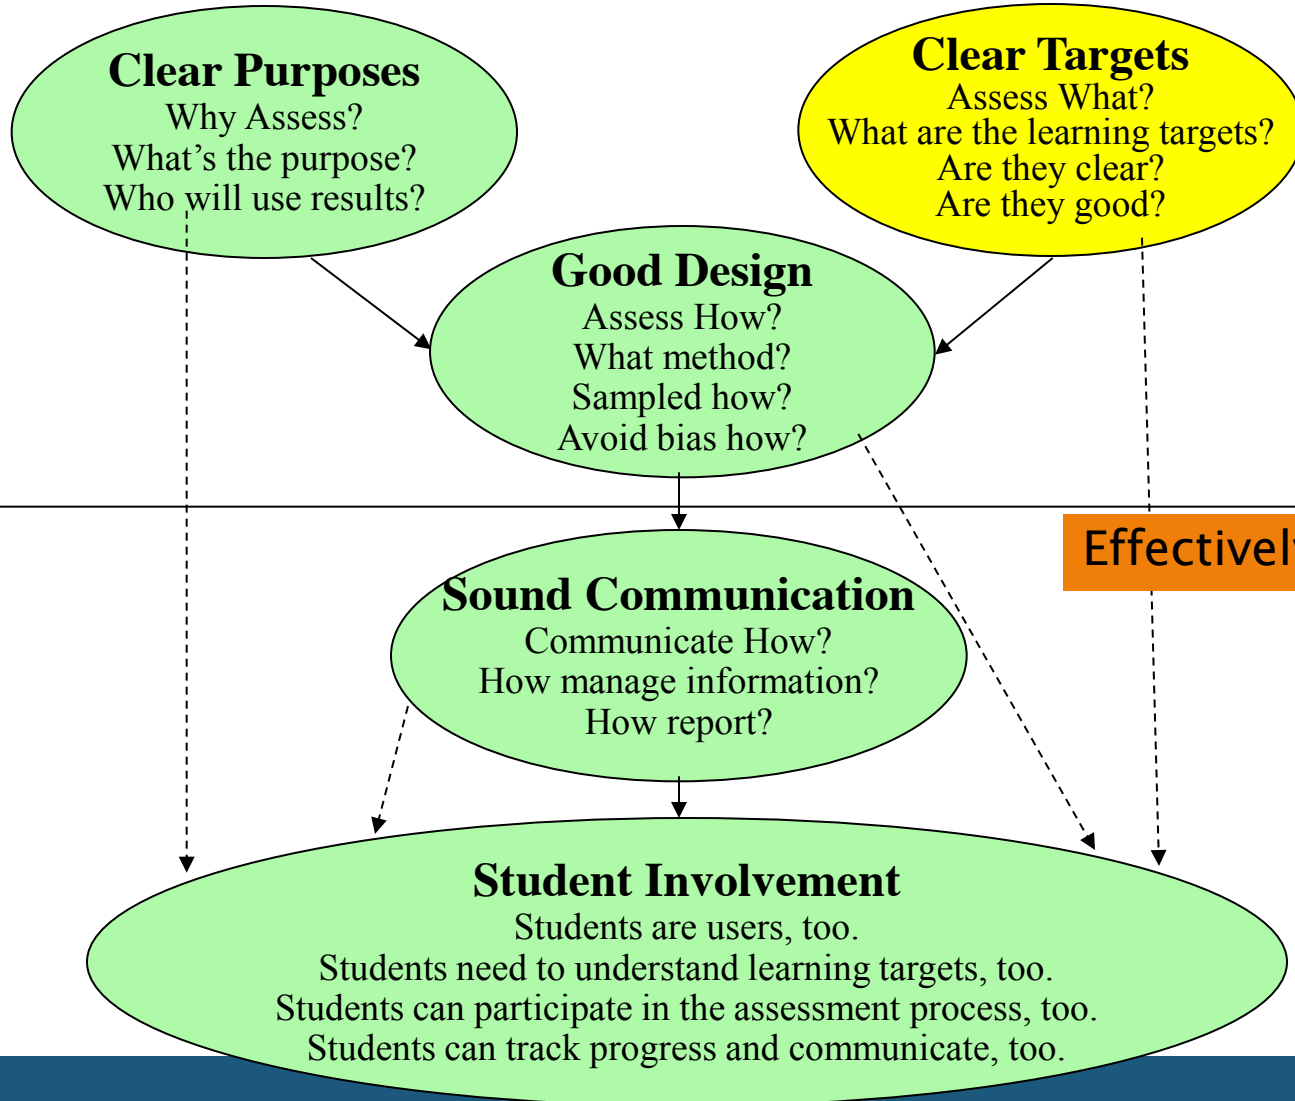 Clear Purposes
Why Assess?
What's the purpose?
Who will use results?
Clear Targets
Assess What?
What are the learning targets?
Are they clear?
Are they good?
Good Design
Assess How?
What method?
Sampled how?
Avoid bias how?
Sound Communication
Communicate How?
How manage information?
How report?
Student Involvement
Students are users, too.
Students need to understand learning targets, too.
Students can participate in the assessment process, too.
Students can track progress and communicate, too.